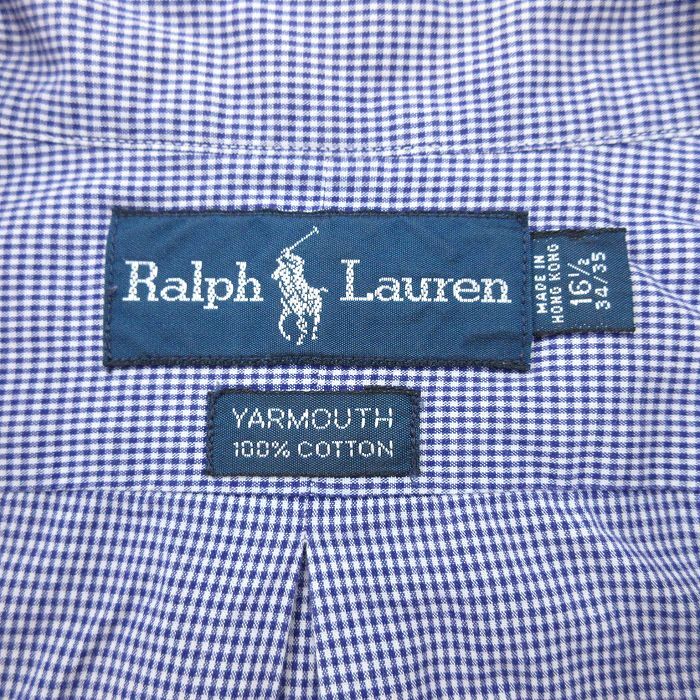 Ralph Lauren
MADE IN
HONG KONG
16½
34/35
YARMOUTH
100% COTTON